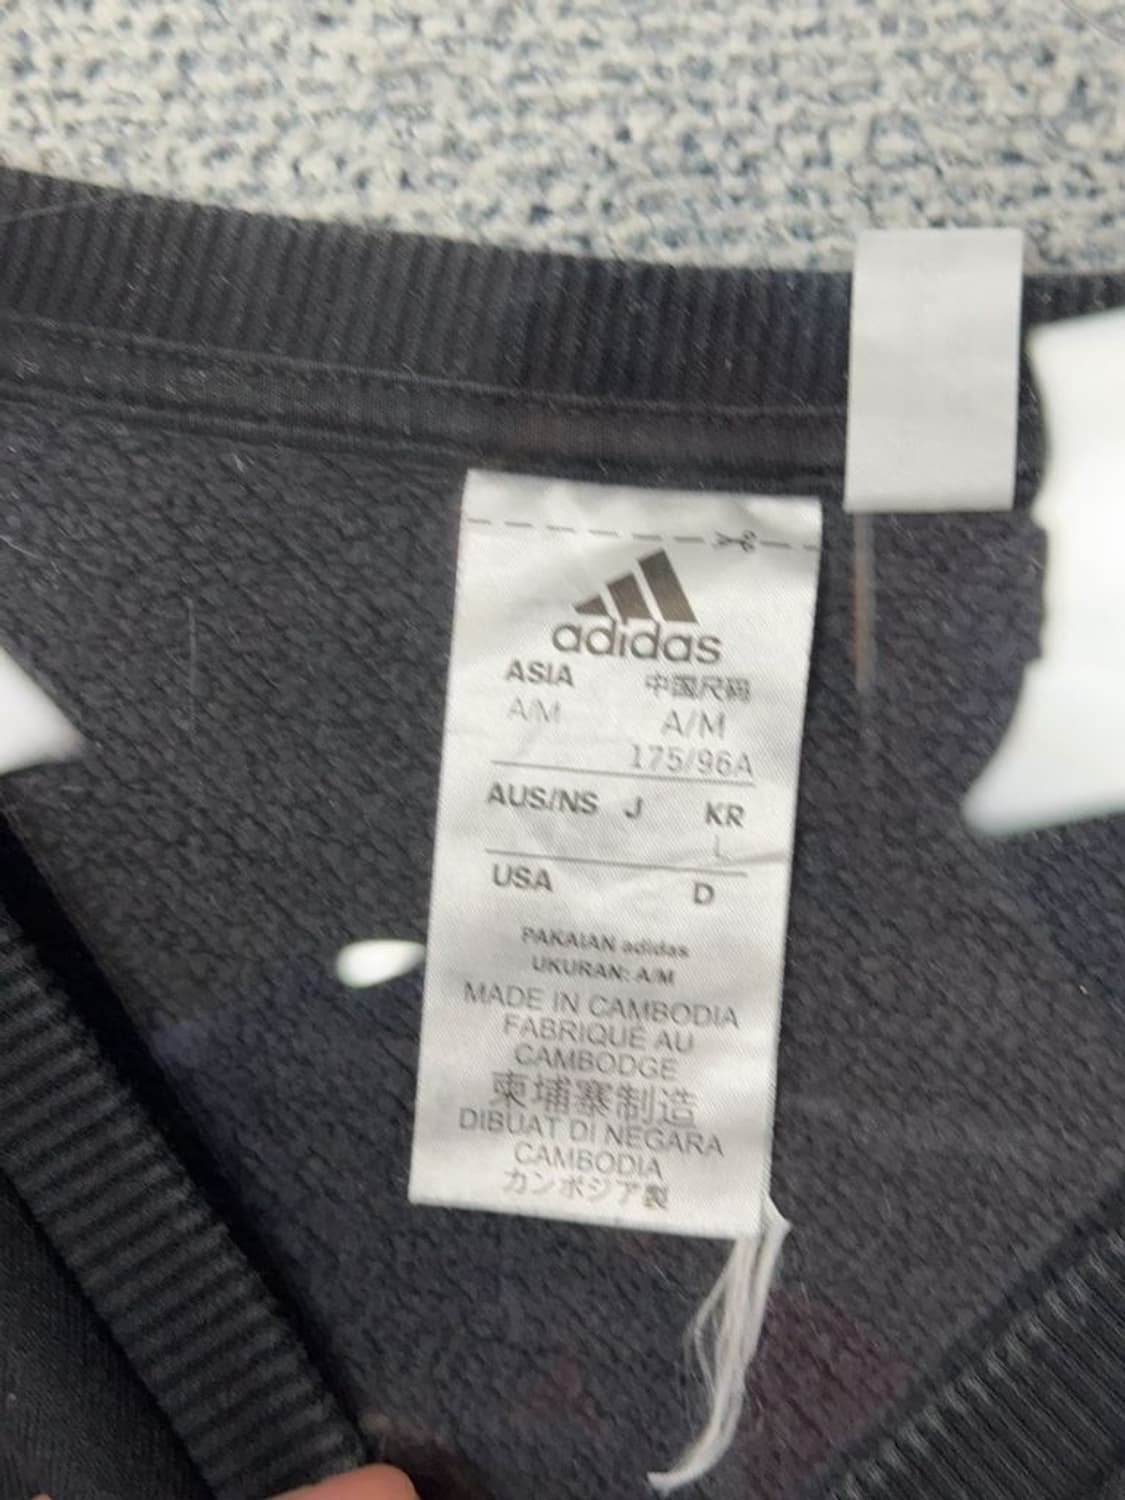 adidas
ASIA 中国尺码
A/M A/M
175/96A
AUS/NS J KR
L
USA D
PAKAIAN adidas
UKURAN: A/M
MADE IN CAMBODIA
FABRIQUÉ AU
CAMBODGE
柬埔寨制造
DIBUAT DI NEGARA
CAMBODIA
カンボジア製